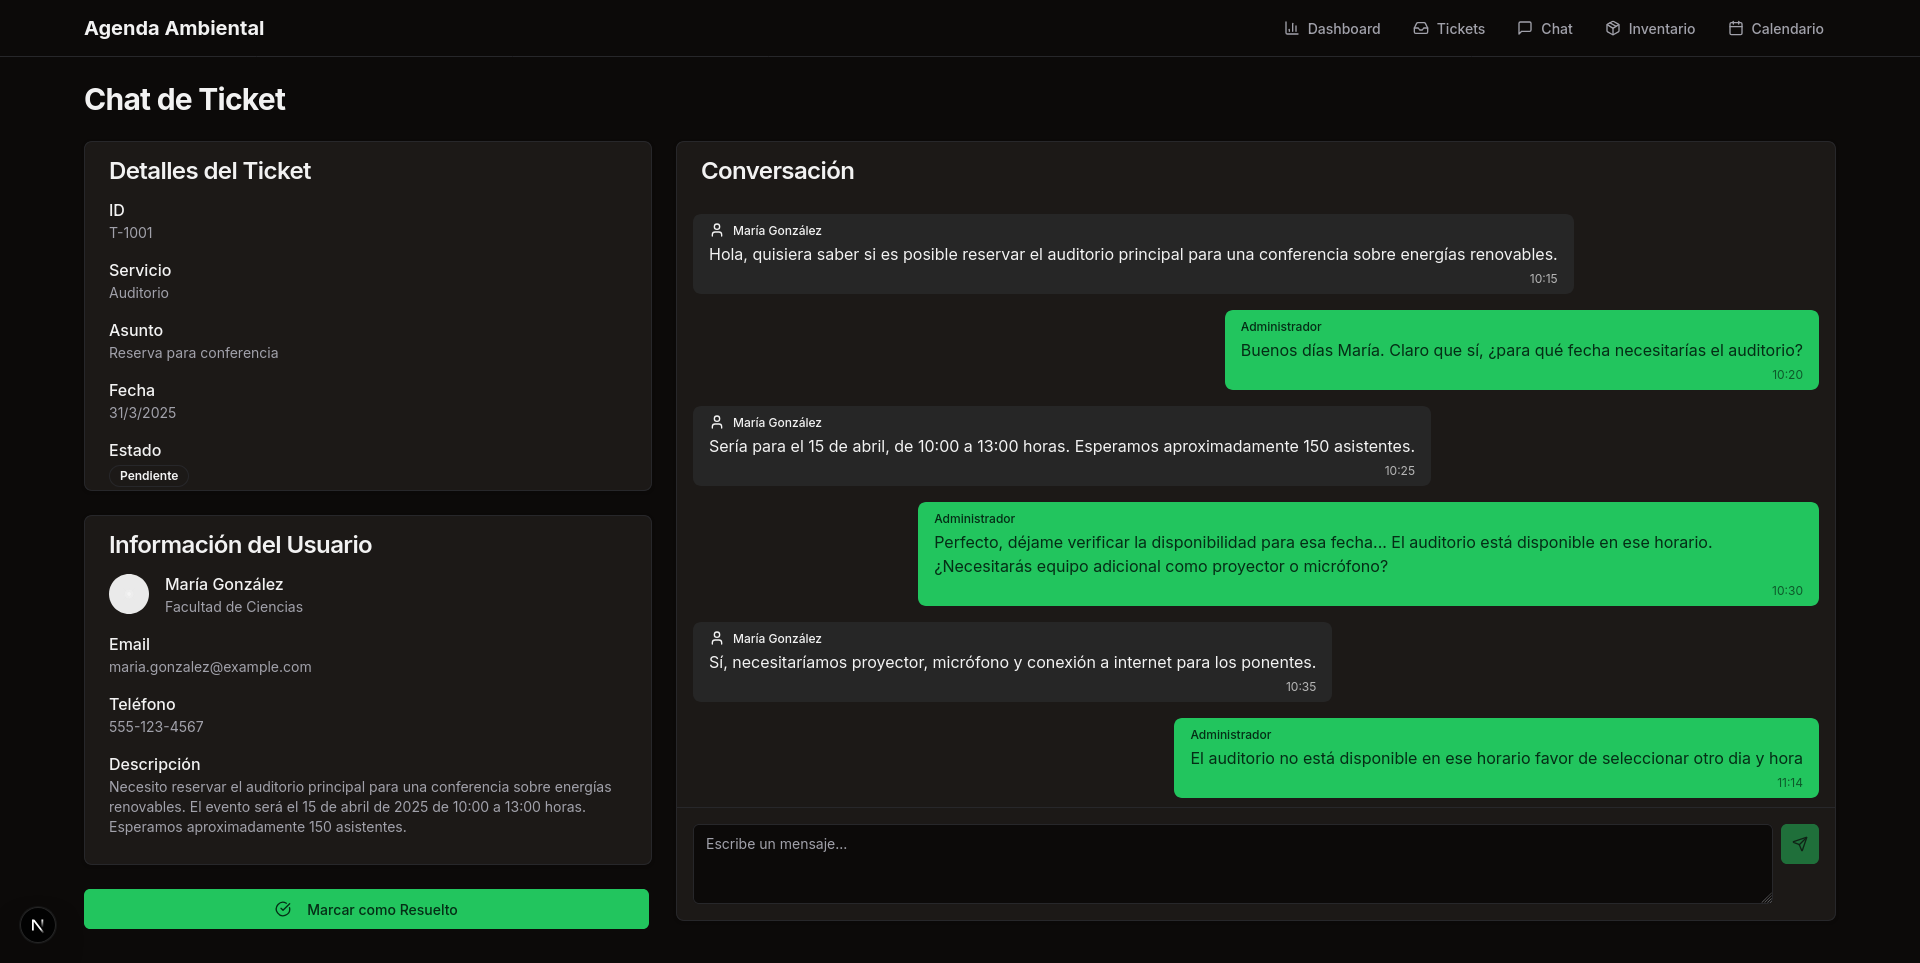 Agenda Ambiental
Dashboard
Tickets
Chat
Inventario
Calendario
Chat de Ticket
Detalles del Ticket
ID
T-1001
Servicio
Auditorio
Asunto
Reserva para conferencia
Fecha
31/3/2025
Estado
Pendiente
Información del Usuario
María González
Facultad de Ciencias
Email
maria.gonzalez@example.com
Teléfono
555-123-4567
Descripción
Necesito reservar el auditorio principal para una conferencia sobre energías
renovables. El evento será el 15 de abril de 2025 de 10:00 a 13:00 horas.
Esperamos aproximadamente 150 asistentes.
Marcar como Resuelto
N
Conversación
María González
Hola, quisiera saber si es posible reservar el auditorio principal para una conferencia sobre energías renovables.
10:15
Administrador
Buenos días María. Claro que sí, ¿para qué fecha necesitarías el auditorio?
10:20
María González
Sería para el 15 de abril, de 10:00 a 13:00 horas. Esperamos aproximadamente 150 asistentes.
10:25
Administrador
Perfecto, déjame verificar la disponibilidad para esa fecha... El auditorio está disponible en ese horario.
¿Necesitarás equipo adicional como proyector o micrófono?
10:30
María González
Sí, necesitaríamos proyector, micrófono y conexión a internet para los ponentes.
10:35
Administrador
El auditorio no está disponible en ese horario favor de seleccionar otro dia y hora
11:14
Escribe un mensaje...